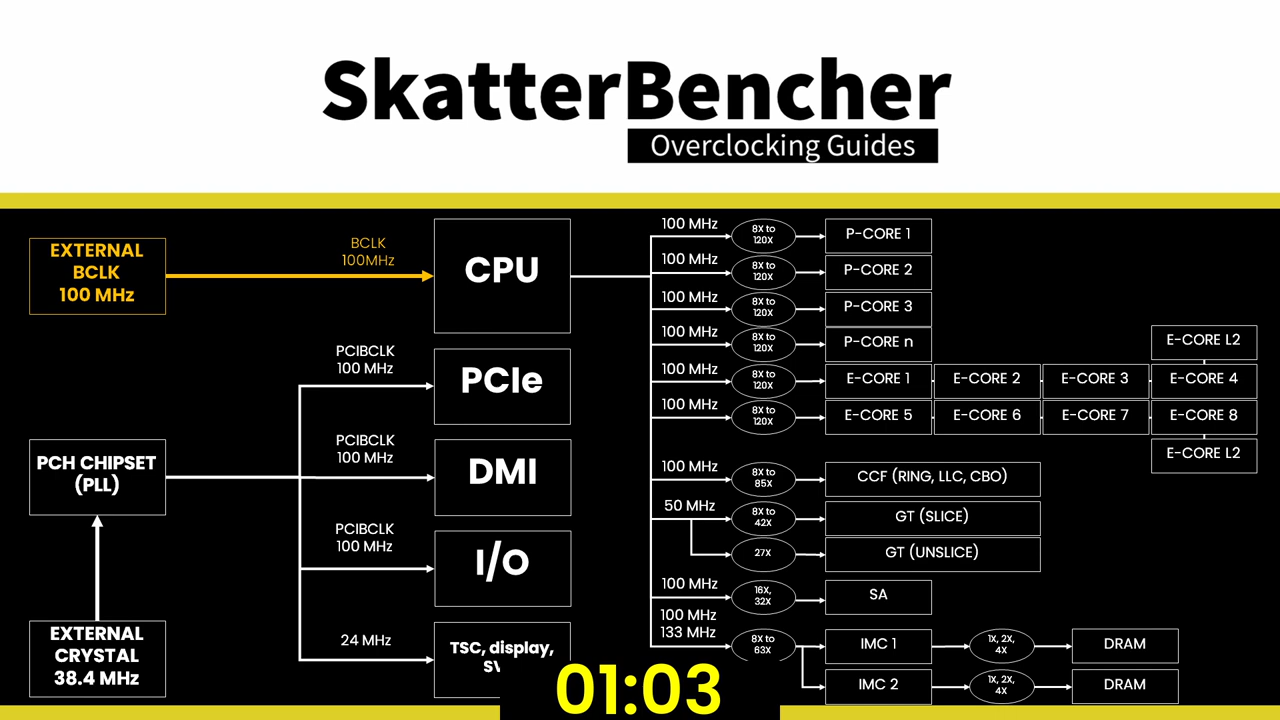 SkatterBencher
Overclocking Guides
EXTERNAL
BCLK
100 MHz
BCLK
100MHz
CPU
PCIBCLK
100 MHz
PCIe
PCH CHIPSET
(PLL)
PCIBCLK
100 MHz
DMI
PCIBCLK
100 MHz
I/O
EXTERNAL
CRYSTAL
38.4 MHz
24 MHz
TSC, display,
100 MHz
8X to
120X
P-CORE 1
100 MHz
8X to
120X
P-CORE 2
100 MHz
8X to
120X
P-CORE 3
100 MHz
8X to
120X
P-CORE n
E-CORE L2
100 MHz
8X to
120X
E-CORE 1
E-CORE 2
E-CORE 3
E-CORE 4
100 MHz
8X to
120X
E-CORE 5
E-CORE 6
E-CORE 7
E-CORE 8
E-CORE L2
100 MHz
8X to
85X
CCF (RING, LLC, CBO)
50 MHz
8X to
42X
GT (SLICE)
27X
GT (UNSLICE)
100 MHz
16X,
32X
SA
100 MHz
133 MHz
8X to
63X
IMC 1
1X, 2X,
4X
DRAM
IMC 2
1X, 2X,
4X
DRAM
01:03